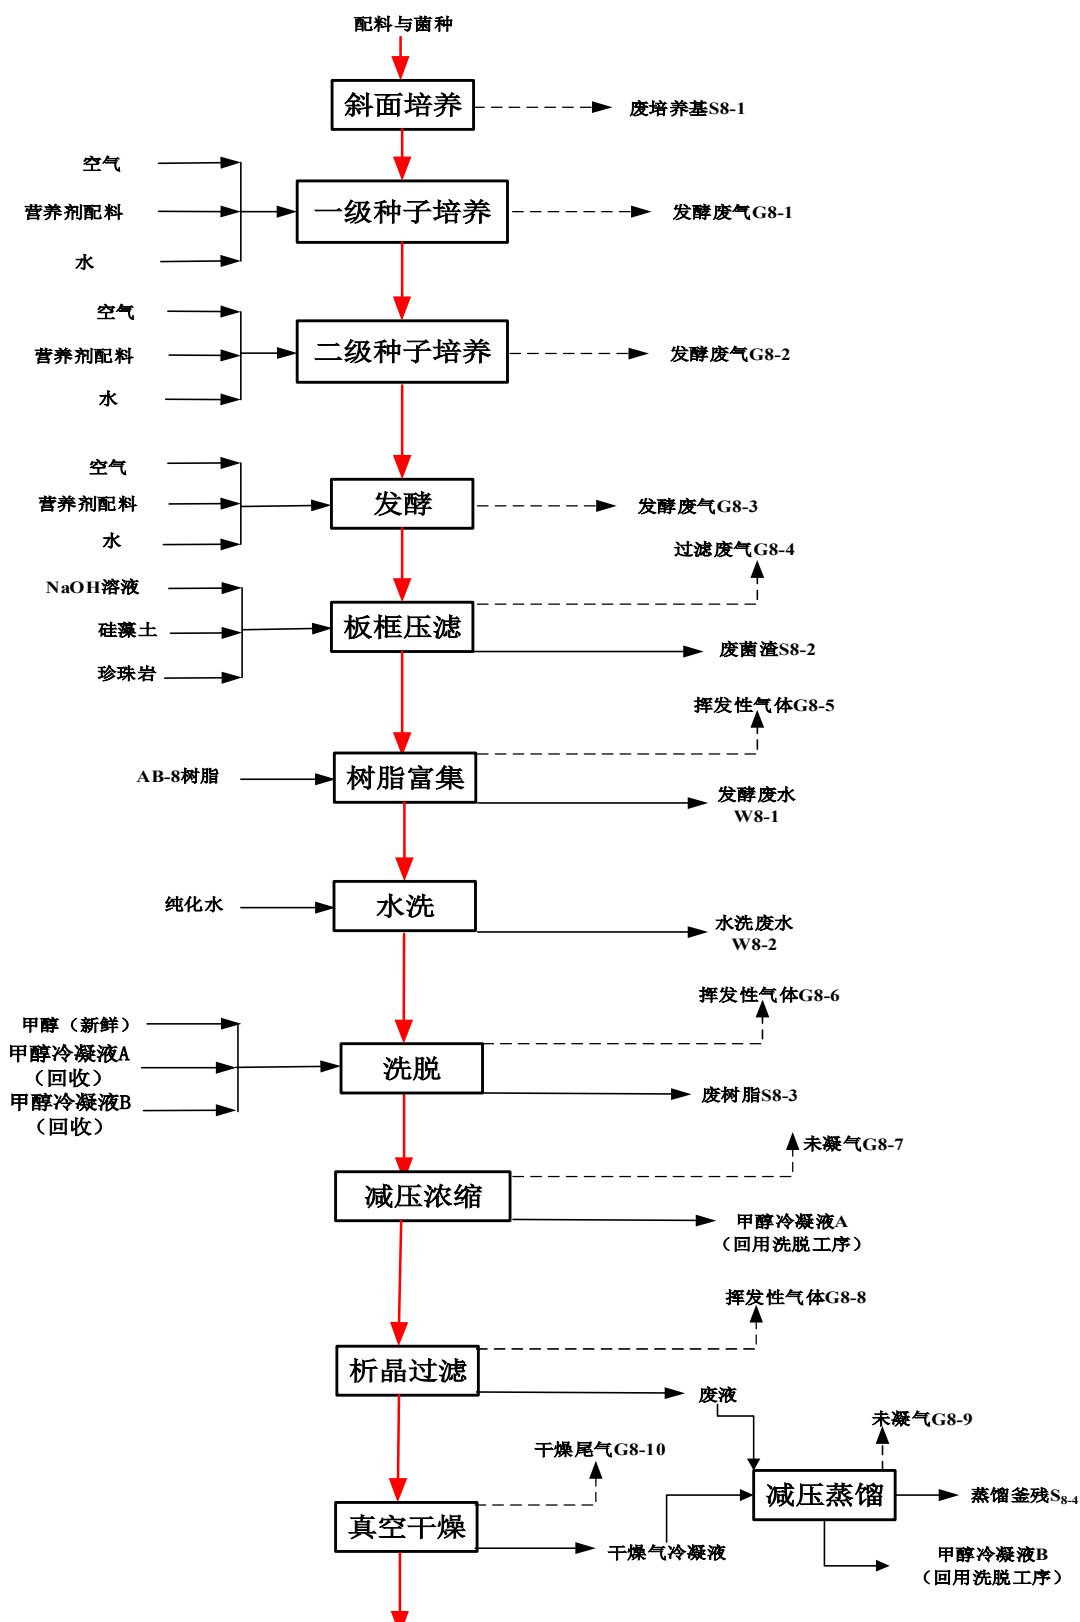 配料与菌种
斜面培养
废培养基S8-1
空气
营养剂配料
水
一级种子培养
发酵废气G8-1
空气
营养剂配料
水
二级种子培养
发酵废气G8-2
空气
营养剂配料
水
发酵
发酵废气G8-3
过滤废气G8-4
NaOH溶液
硅藻土
珍珠岩
板框压滤
废菌渣S8-2
挥发性气体G8-5
AB-8树脂
树脂富集
发酵废水
W8-1
纯化水
水洗
水洗废水
W8-2
挥发性气体G8-6
甲醇（新鲜）
甲醇冷凝液A
（回收）
甲醇冷凝液B
（回收）
洗脱
废树脂S8-3
未凝气G8-7
减压浓缩
甲醇冷凝液A
（回用洗脱工序）
挥发性气体G8-8
析晶过滤
废液
未凝气G8-9
干燥尾气G8-10
减压蒸馏
蒸馏釜残S8-4
真空干燥
干燥气冷凝液
甲醇冷凝液B
（回用洗脱工序）